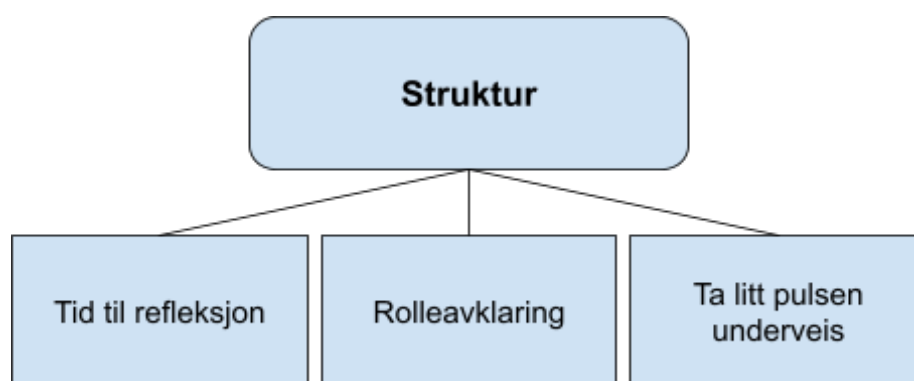 Struktur
Tid til refleksjon
Rolleavklaring
Ta litt pulsen
underveis